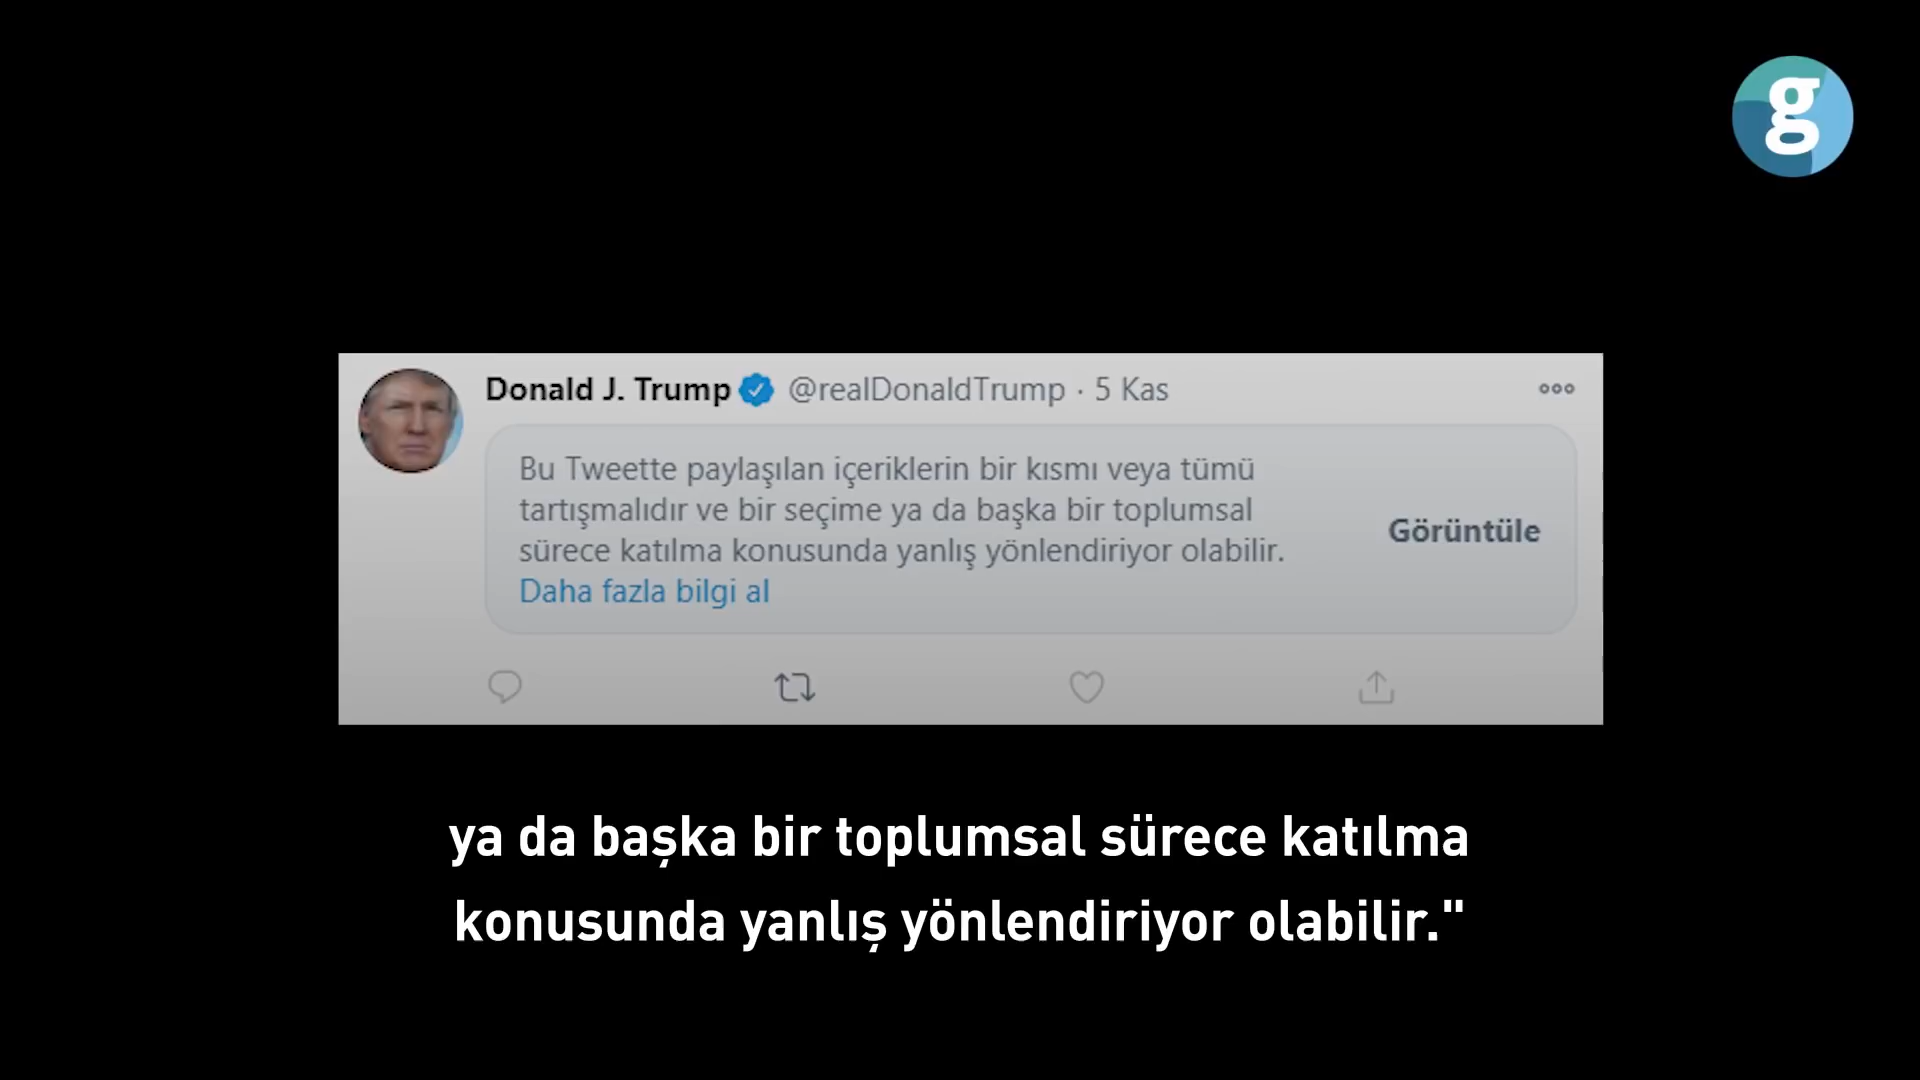 g
Donald J. Trump @realDonaldTrump · 5 Kas
Bu Tweette paylaşılan içeriklerin bir kısmı veya tümü
tartışmalıdır ve bir seçime ya da başka bir toplumsal
sürece katılma konusunda yanlış yönlendiriyor olabilir.
Daha fazla bilgi al
Görüntüle
ya da başka bir toplumsal sürece katılma
konusunda yanlış yönlendiriyor olabilir."